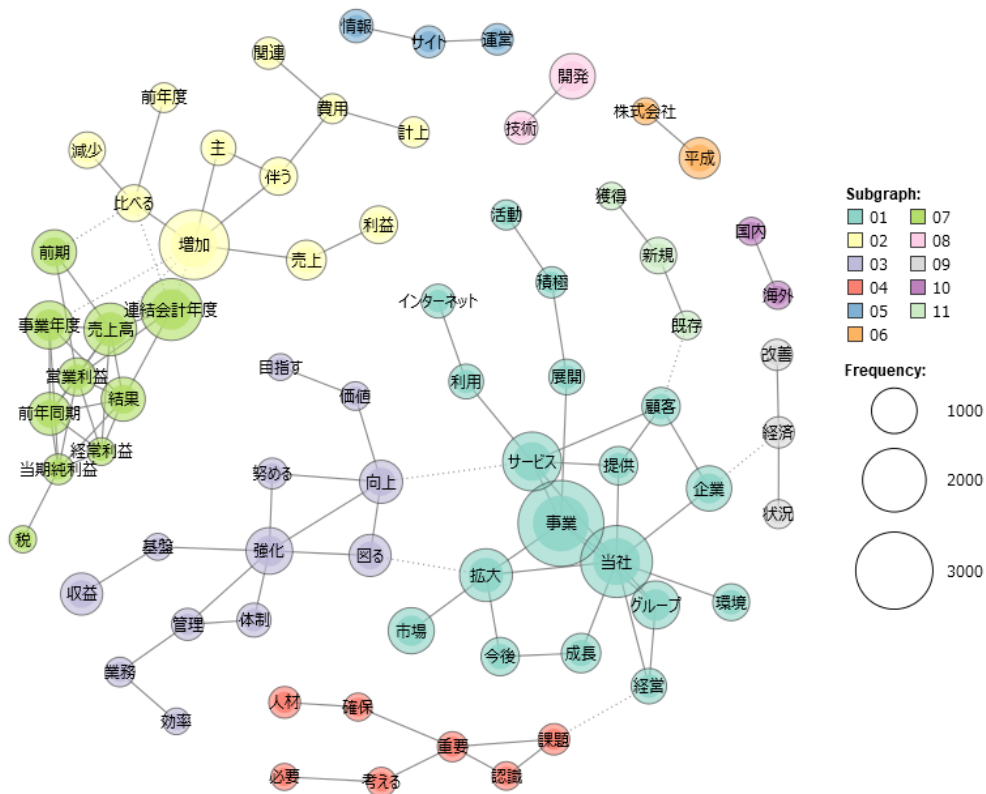 情報
サイト
運営
関連
開発
前年度
費用
株式会社
計上
技術
減少
主
平成
伴う
獲得
比べる
活動
利益
国内
増加
前期
新規
売上
積極
海外
インターネット
連結会計年度
事業年度
売上高
既存
改善
目指す
営業利益
展開
利用
価値
結果
顧客
前年同期
経済
経常利益
サービス
提供
当期純利益
努める
向上
企業
状況
事業
税
基盤
強化
図る
当社
拡大
収益
グループ
環境
体制
管理
市場
成長
今後
業務
経営
人材
確保
効率
課題
重要
認識
必要
考える
Subgraph:
01
07
02
08
03
09
04
10
05
11
06
Frequency:
1000
2000
3000